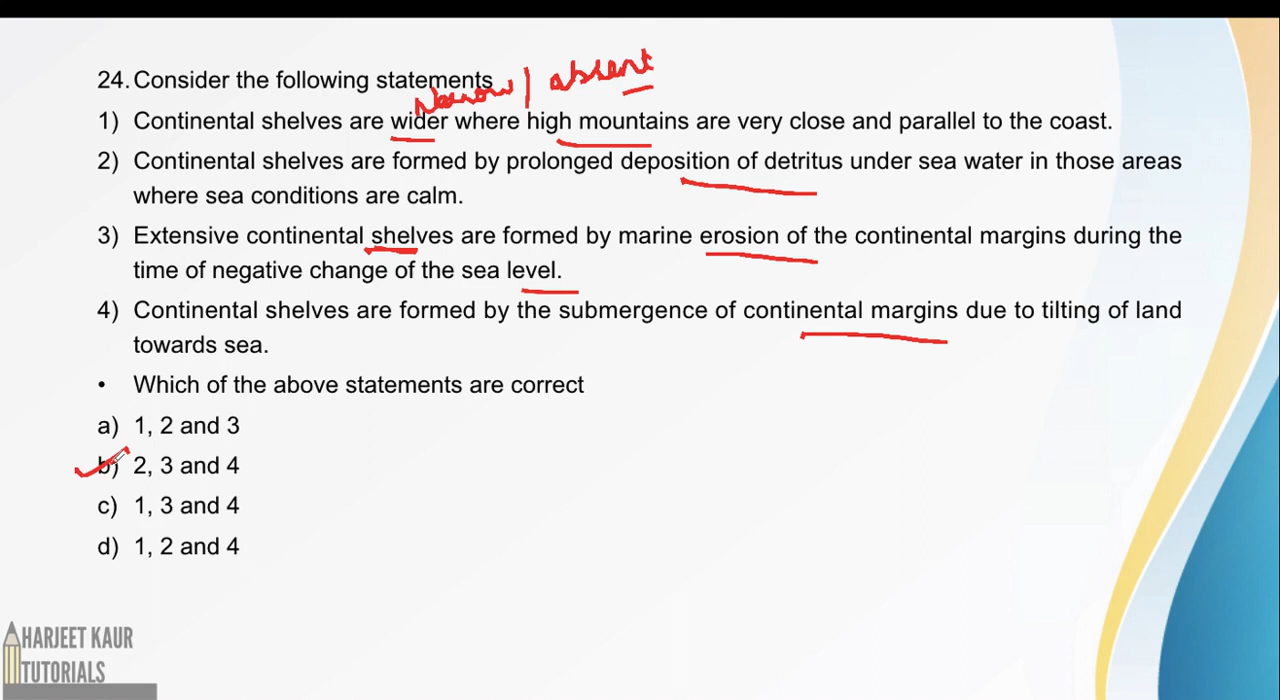 Narrow | absent
24. Consider the following statements
1) Continental shelves are wider where high mountains are very close and parallel to the coast.
2) Continental shelves are formed by prolonged deposition of detritus under sea water in those areas
where sea conditions are calm.
3) Extensive continental shelves are formed by marine erosion of the continental margins during the
time of negative change of the sea level.
4) Continental shelves are formed by the submergence of continental margins due to tilting of land
towards sea.
• Which of the above statements are correct
a) 1, 2 and 3
b) 2, 3 and 4
c) 1, 3 and 4
d) 1, 2 and 4
HARJEET KAUR
TUTORIALS